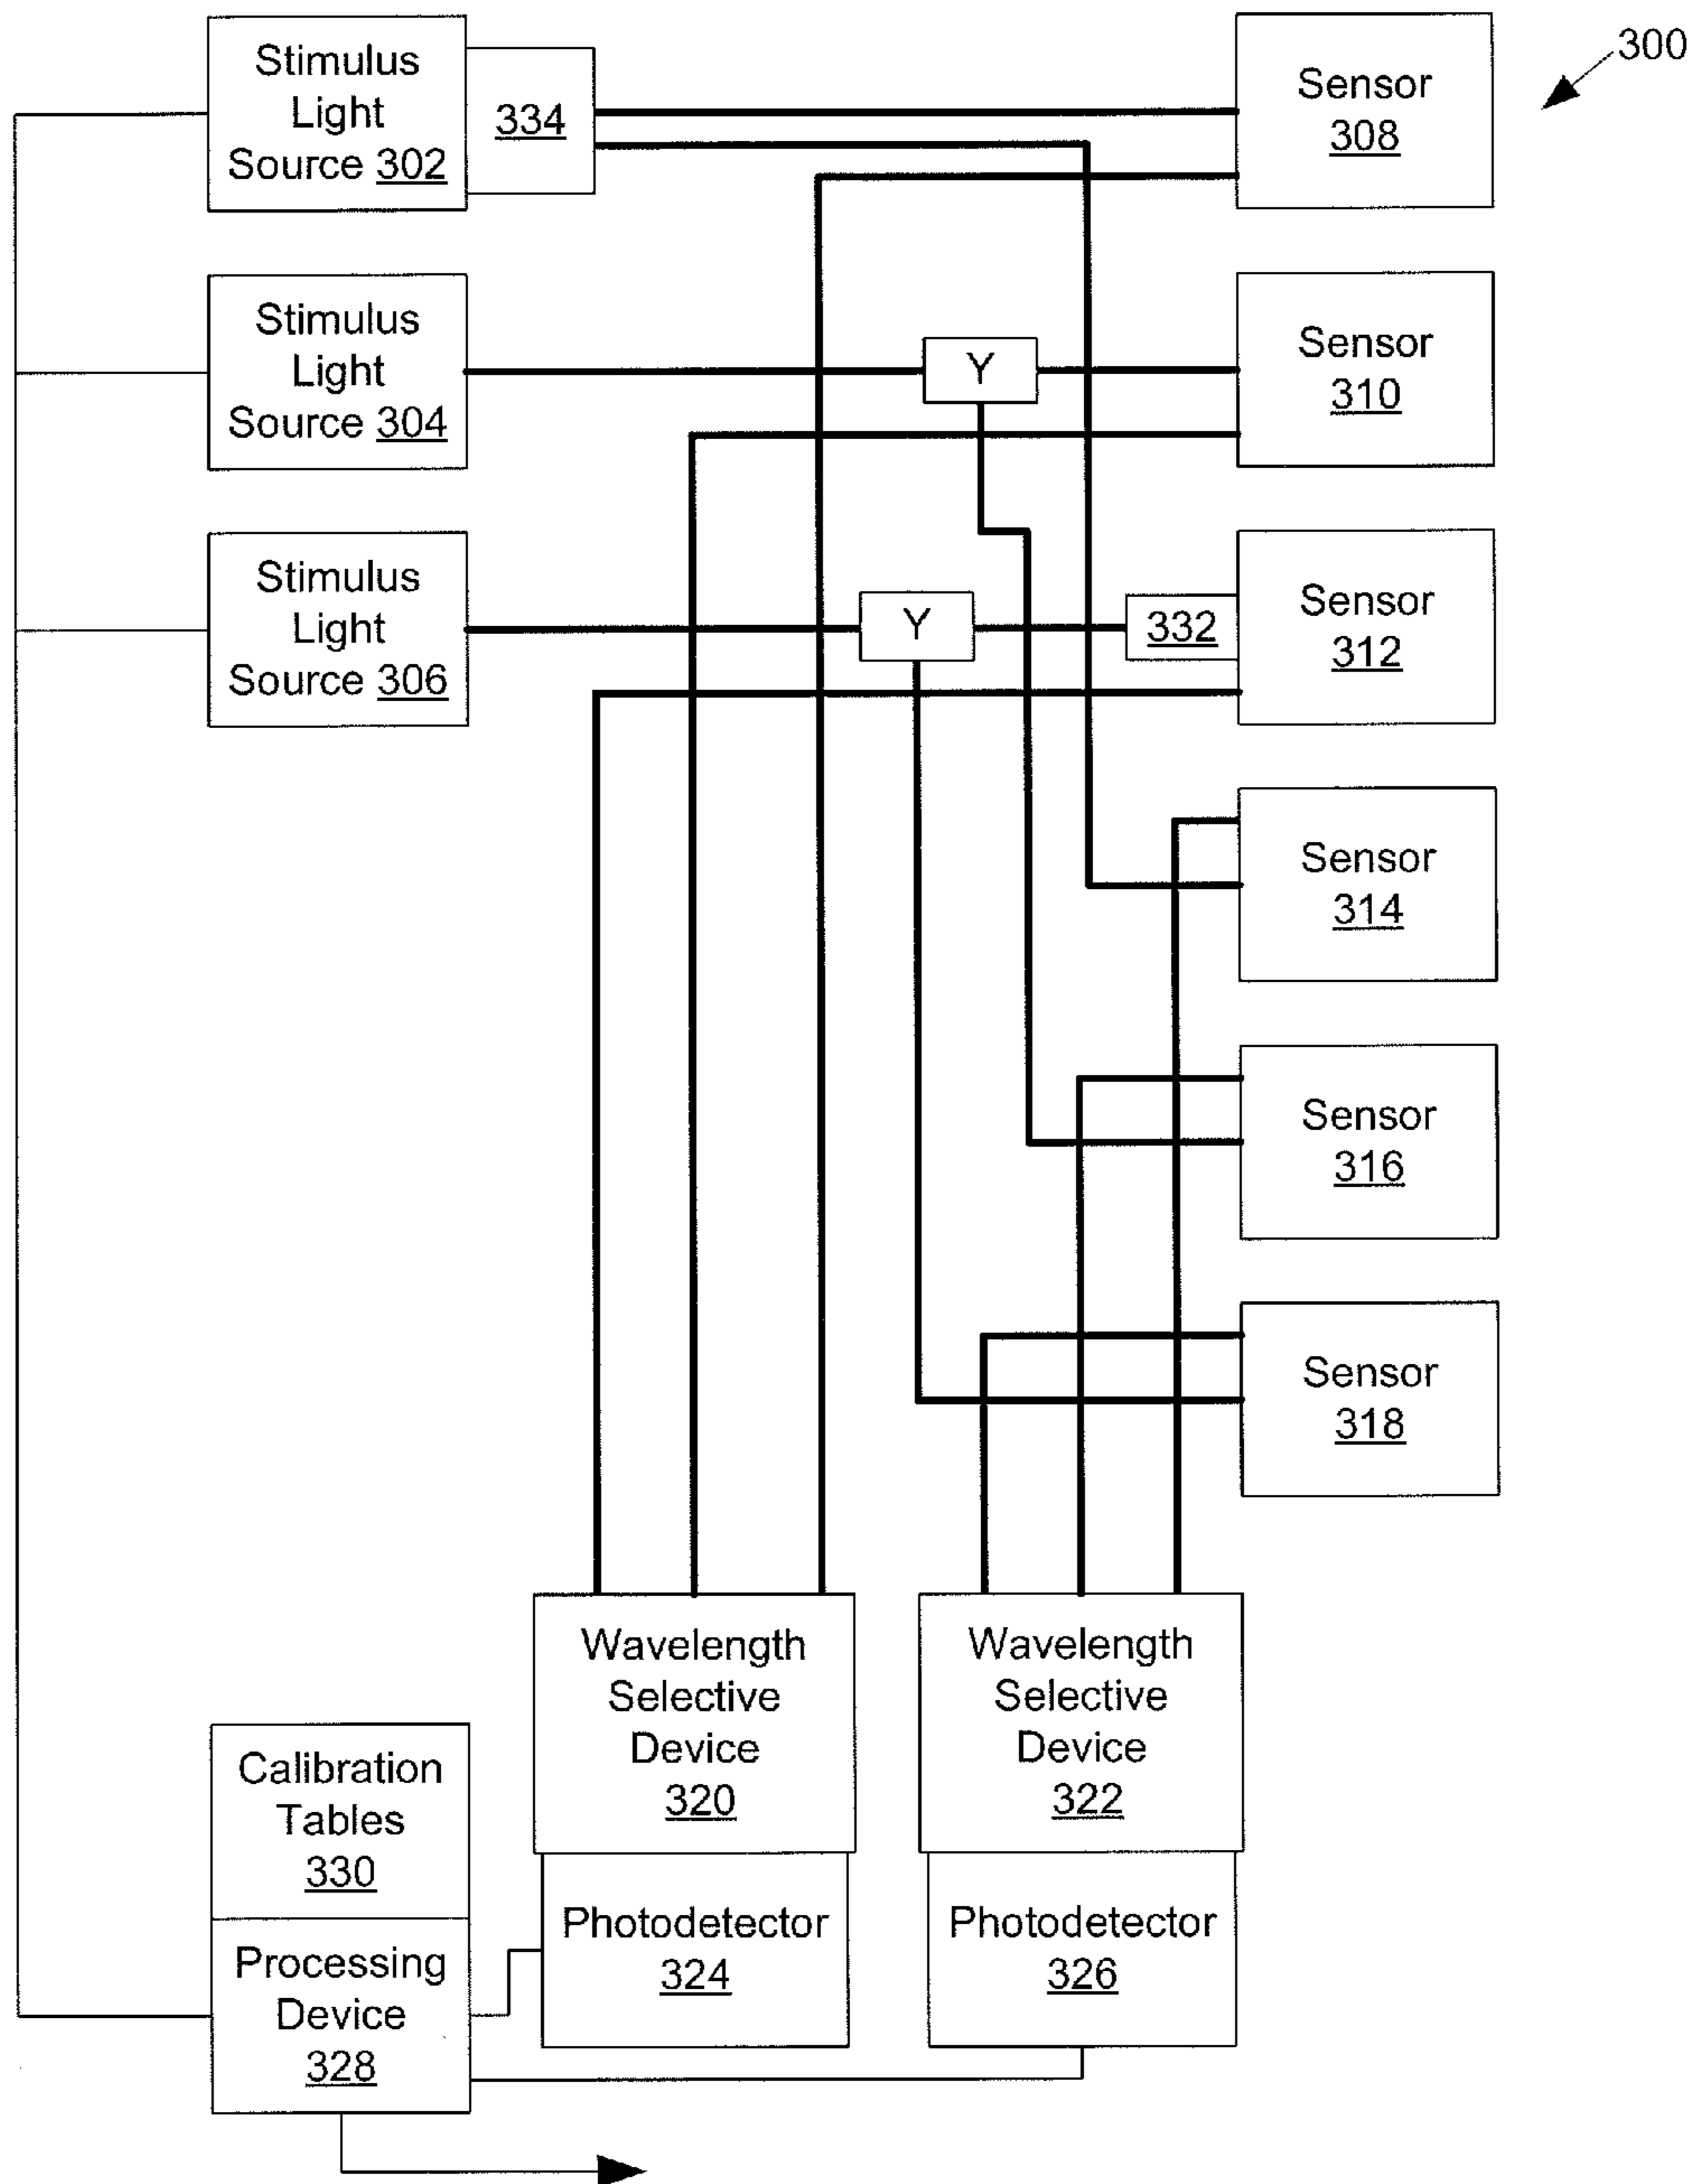 300
Stimulus
Light
Source 302
334
Sensor
308
Stimulus
Light
Source 304
Y
Sensor
310
Stimulus
Light
Source 306
Y
332
Sensor
312
Sensor
314
Sensor
316
Sensor
318
Wavelength
Selective
Device
320
Wavelength
Selective
Device
322
Calibration
Tables
330
Photodetector
324
Photodetector
326
Processing
Device
328